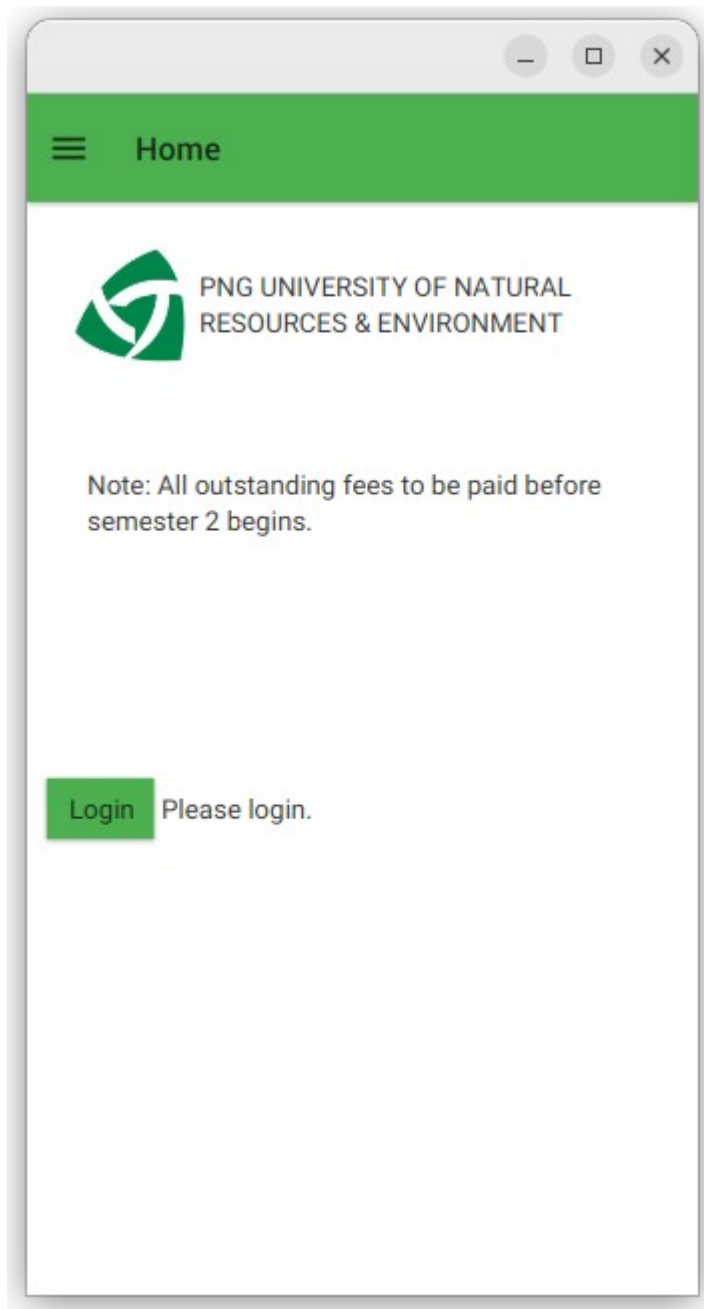 Home
PNG UNIVERSITY OF NATURAL
RESOURCES & ENVIRONMENT
Note: All outstanding fees to be paid before
semester 2 begins.
Login Please login.